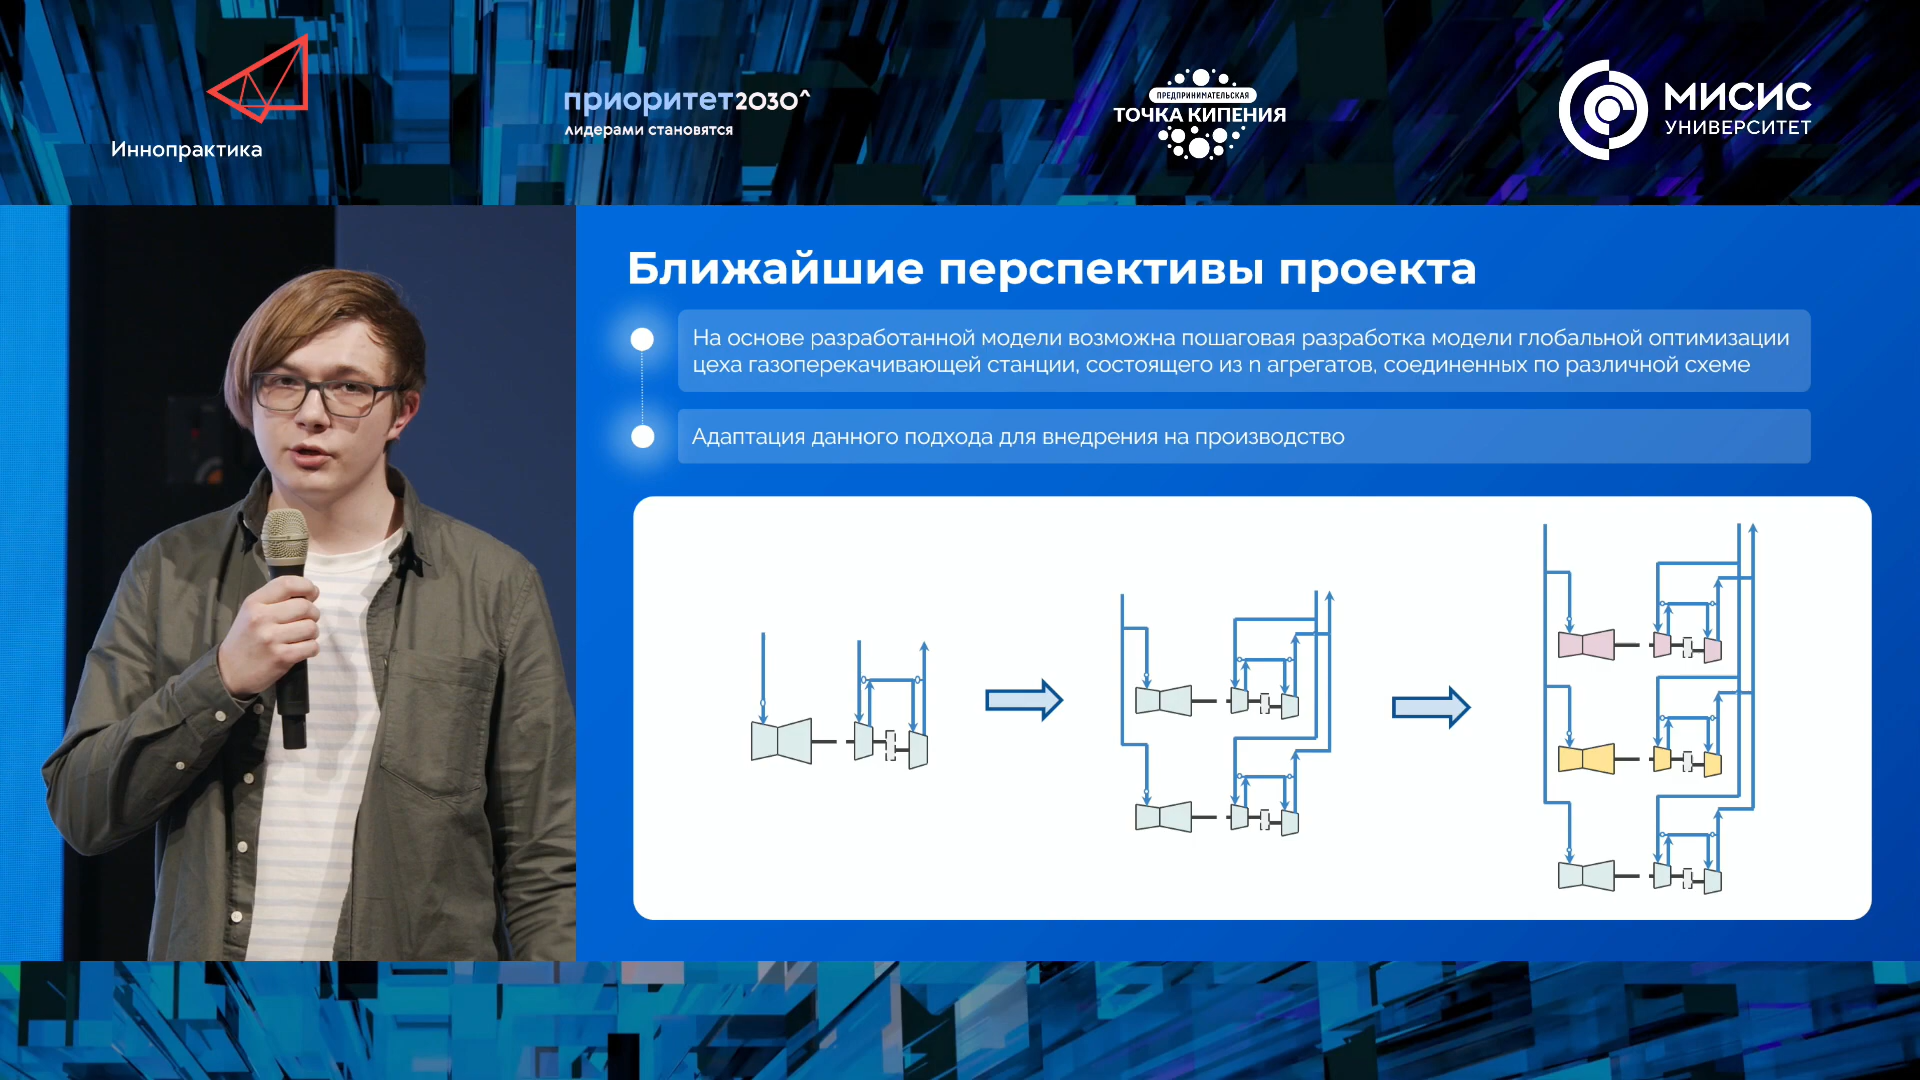 Иннопрактика
приоритет2030^
лидерами становятся
ПРЕДПРИНИМАТЕЛЬСКАЯ
ТОЧКА КИПЕНИЯ
МИСИС
УНИВЕРСИТЕТ
Ближайшие перспективы проекта
На основе разработанной модели возможна пошаговая разработка модели глобальной оптимизации
цеха газоперекачивающей станции, состоящего из n агрегатов, соединенных по различной схеме
Адаптация данного подхода для внедрения на производство